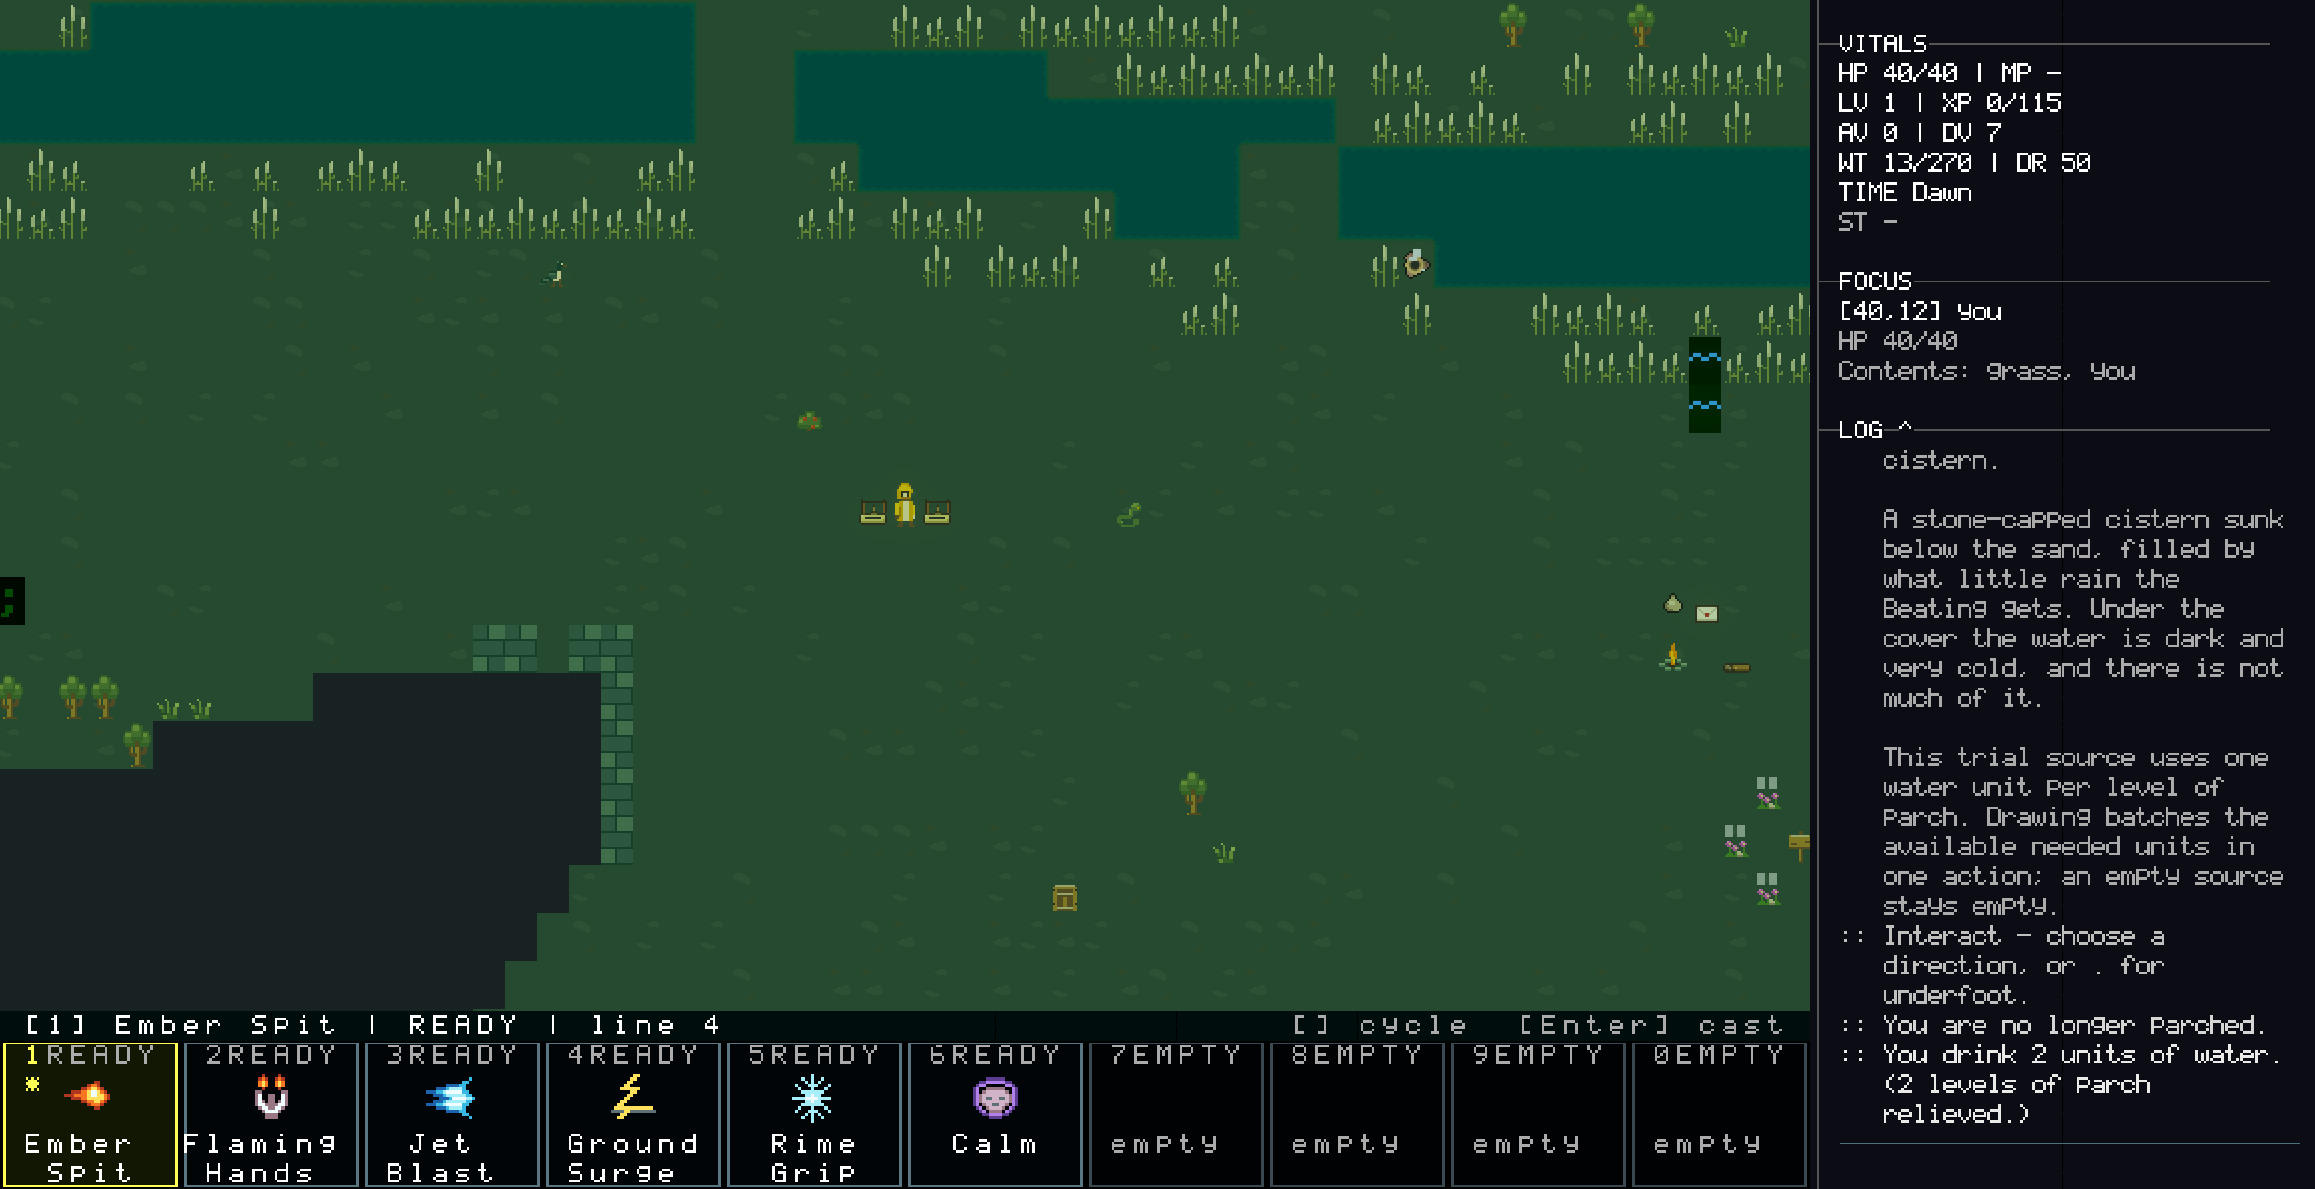 VITALS
HP 40/40 | MP -
LV 1 | XP 0/115
AV 0 | DV 7
WT 13/270 | DR 50
TIME Dawn
ST -
FOCUS
[40,12] You
HP 40/40
Contents: grass, You
LOG ^
cistern.
A stone-capped cistern sunk
below the sand, filled by
what little rain the
Beating gets. Under the
cover the water is dark and
very cold, and there is not
much of it.
This trial source uses one
water unit per level of
Parch. Drawing batches the
available needed units in
one action; an empty source
stays empty.
:: Interact - choose a
direction, or . for
underfoot.
:: You are no longer Parched.
:: You drink 2 units of water.
(2 levels of Parch
relieved.)
[1] Ember Spit | READY | line 4
[] cycle [Enter] cast
1READY 2READY 3READY 4READY 5READY 6READY 7EMPTY 8EMPTY 9EMPTY 0EMPTY
Ember Flaming Jet Ground Rime Calm empty empty empty empty
Spit Hands Blast Surge Grip